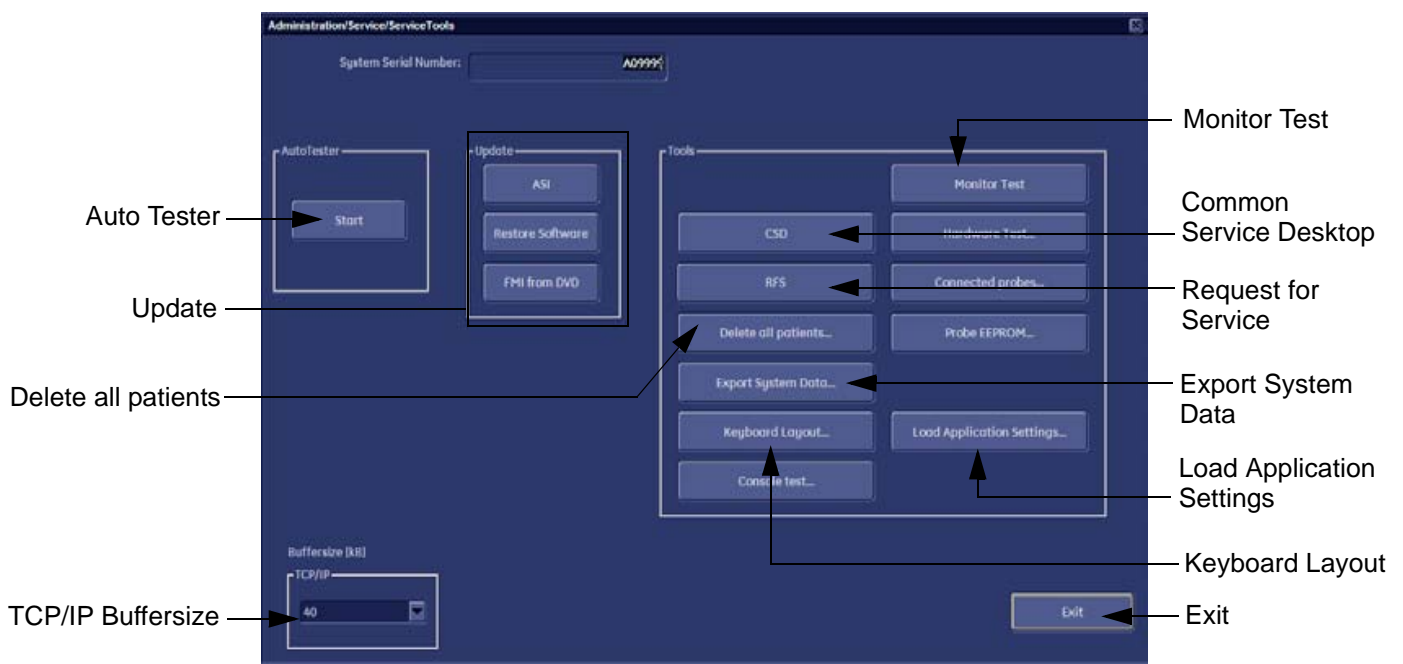 Administration/Service/ServiceTools
System Serial Number:
A09999
Monitor Test
AutoTester
Update
Tools
ASI
Monitor Test
Common
Service Desktop
Auto Tester
Start
Restore Software
CSD
Hardware Test...
FMI from DVD
RFS
Connected probes...
Request for
Service
Update
Delete all patients...
Probe EEPROM...
Delete all patients
Export System Data...
Export System
Data
Keyboard Layout...
Load Application Settings...
Load Application
Settings
Console test...
Buffersize [kB]
TCP/IP
Keyboard Layout
TCP/IP Buffersize
40
Exit
Exit